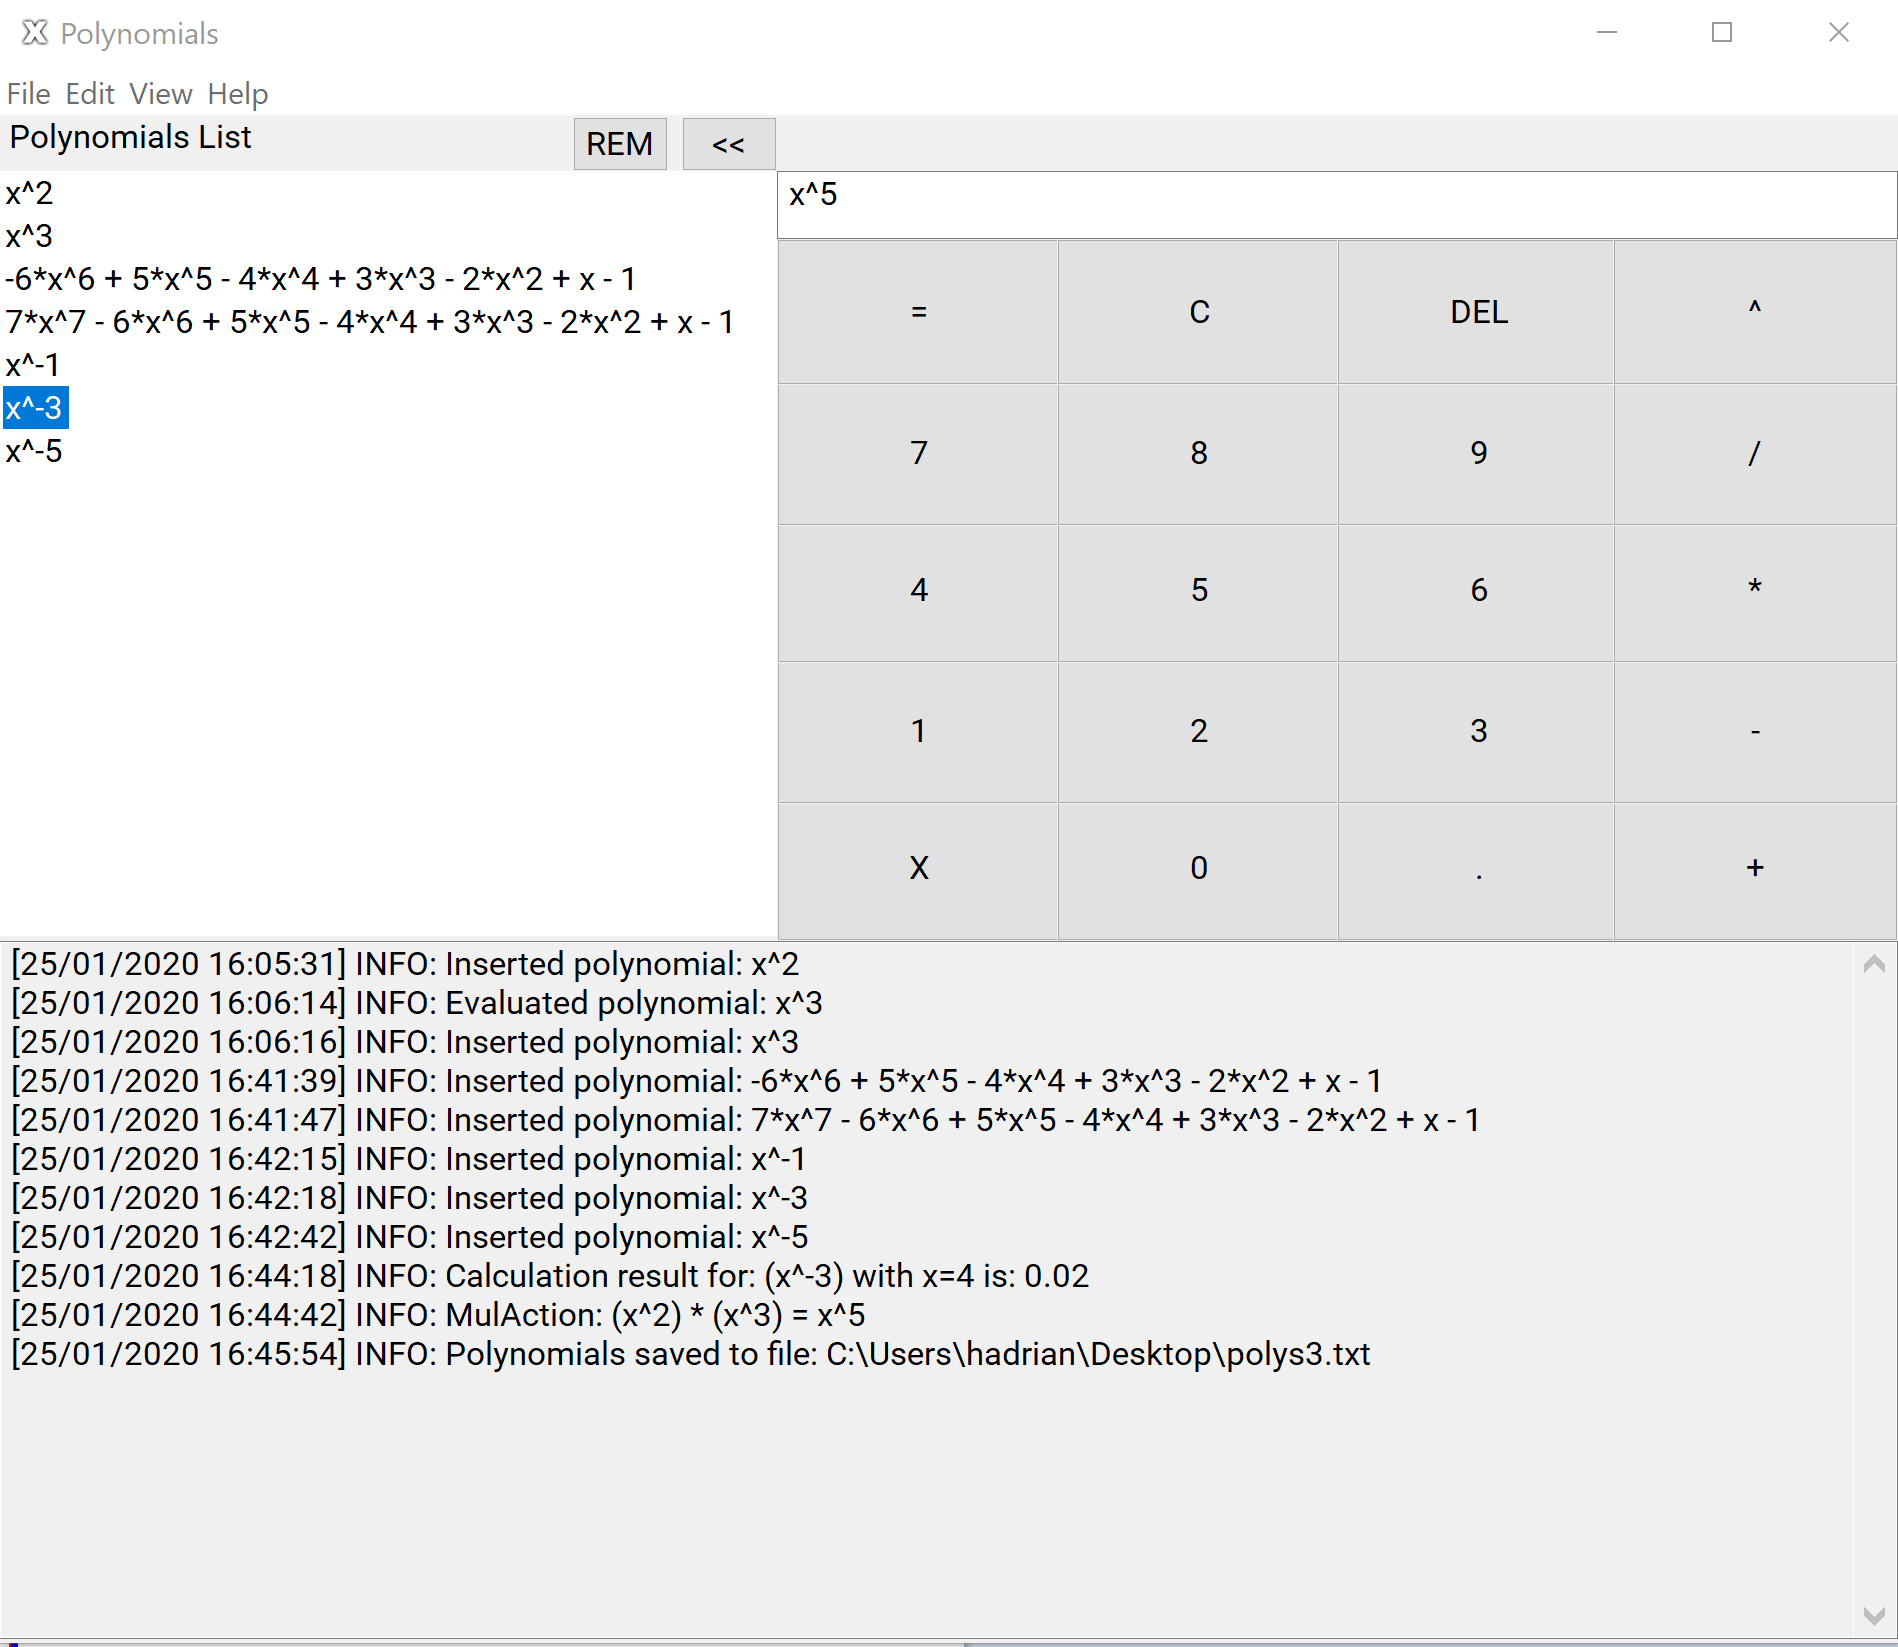 Polynomials
File Edit View Help
Polynomials List REM <<
x^2
x^3
-6*x^6 + 5*x^5 - 4*x^4 + 3*x^3 - 2*x^2 + x - 1
7*x^7 - 6*x^6 + 5*x^5 - 4*x^4 + 3*x^3 - 2*x^2 + x - 1
x^-1
x^-3
x^-5
x^5
= C DEL ^
7 8 9 /
4 5 6 *
1 2 3 -
X 0 . +
[25/01/2020 16:05:31] INFO: Inserted polynomial: x^2
[25/01/2020 16:06:14] INFO: Evaluated polynomial: x^3
[25/01/2020 16:06:16] INFO: Inserted polynomial: x^3
[25/01/2020 16:41:39] INFO: Inserted polynomial: -6*x^6 + 5*x^5 - 4*x^4 + 3*x^3 - 2*x^2 + x - 1
[25/01/2020 16:41:47] INFO: Inserted polynomial: 7*x^7 - 6*x^6 + 5*x^5 - 4*x^4 + 3*x^3 - 2*x^2 + x - 1
[25/01/2020 16:42:15] INFO: Inserted polynomial: x^-1
[25/01/2020 16:42:18] INFO: Inserted polynomial: x^-3
[25/01/2020 16:42:42] INFO: Inserted polynomial: x^-5
[25/01/2020 16:44:18] INFO: Calculation result for: (x^-3) with x=4 is: 0.02
[25/01/2020 16:44:42] INFO: MulAction: (x^2) * (x^3) = x^5
[25/01/2020 16:45:54] INFO: Polynomials saved to file: C:\Users\hadrian\Desktop\polys3.txt